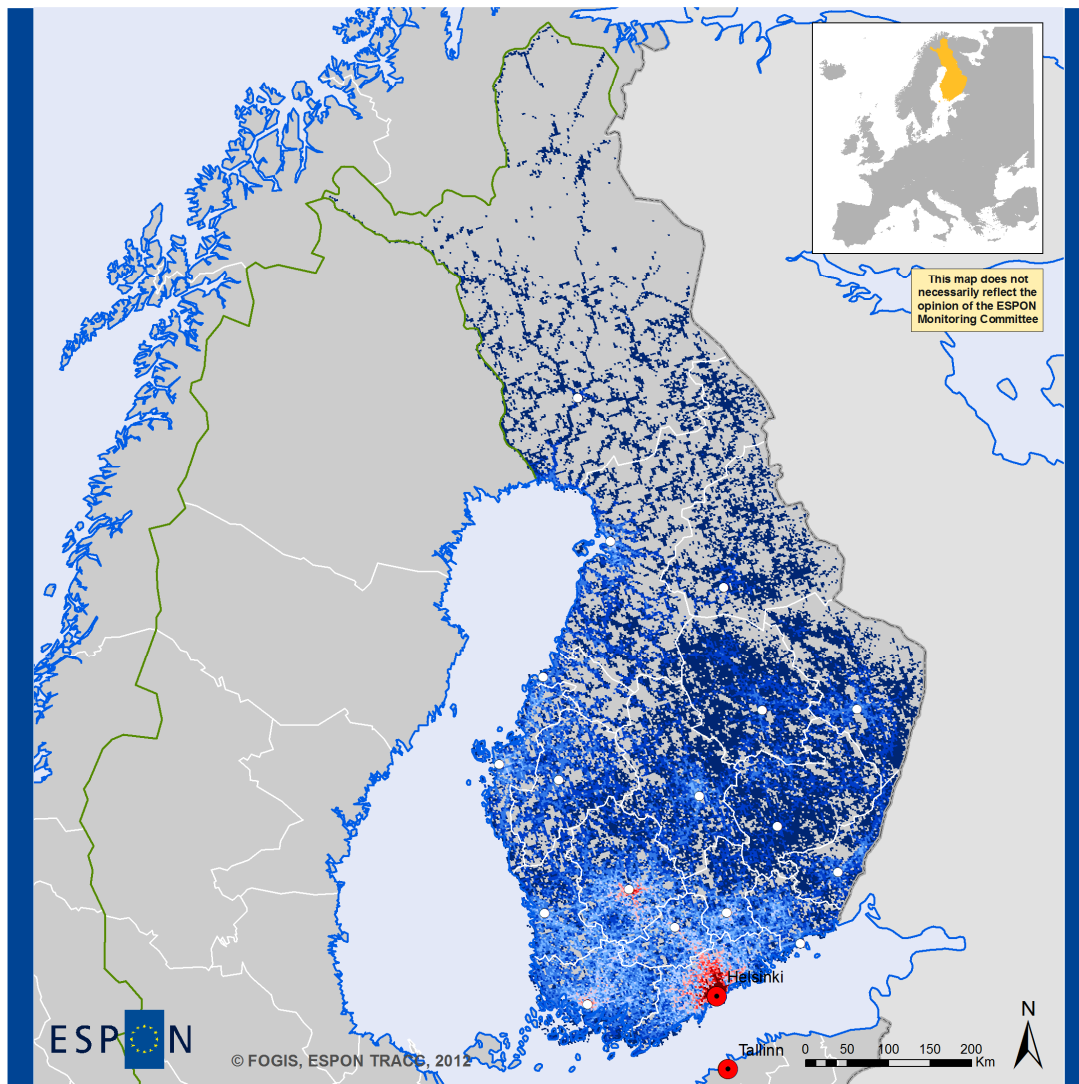 This map does not
necessarily reflect the
opinion of the ESPON
Monitoring Committee
Helsinki
N
ESPON
© FOGIS, ESPON TRACC, 2012
Tallinn
0 50 100 150 200
Km